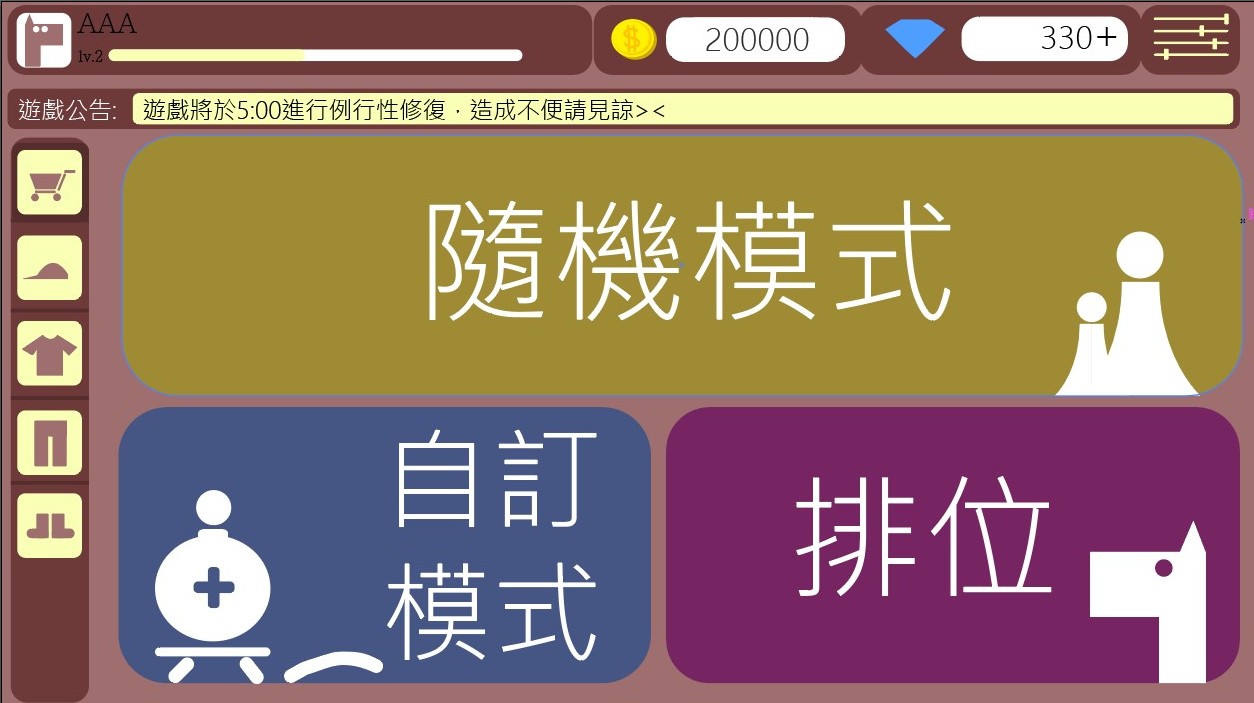 AAA
lv.2
$
200000
330+
遊戲公告:
遊戲將於5:00進行例行性修復，造成不便請見諒><
隨機模式
自訂
模式
排位